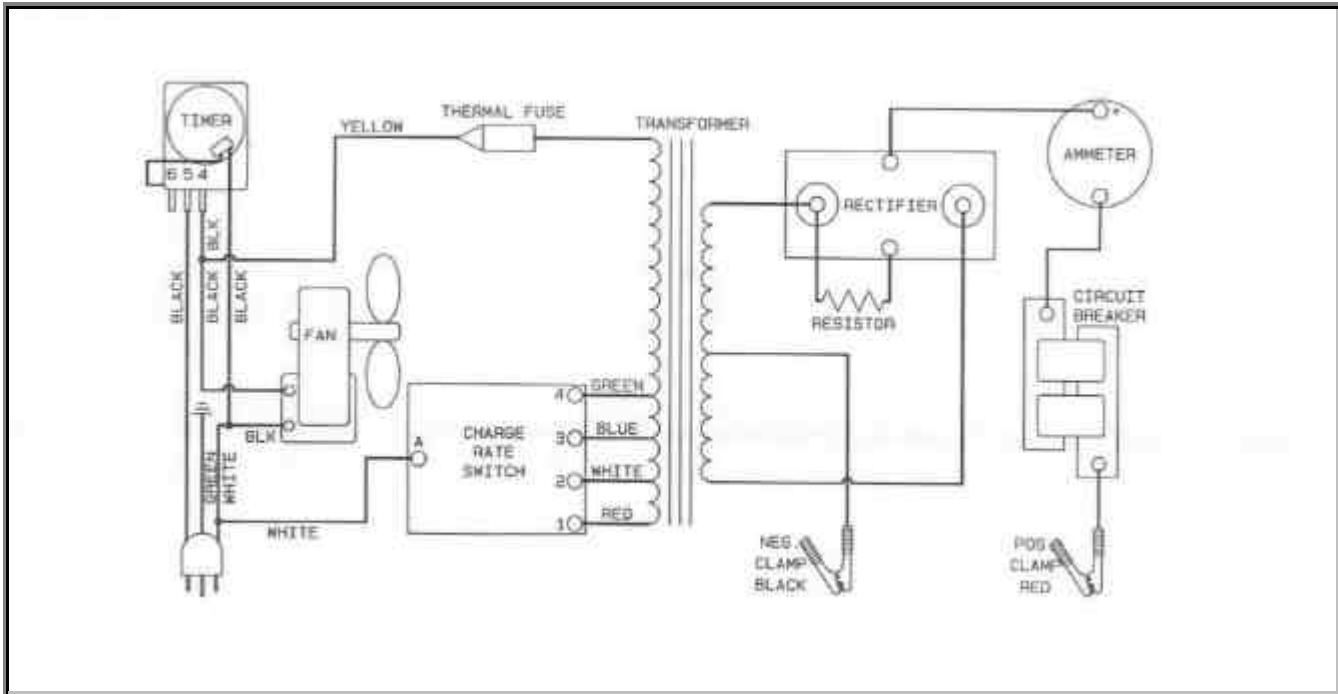 TIMER
6 5 4
BLK
BLACK
BLACK
BLACK
YELLOW
THERMAL FUSE
TRANSFORMER
FAN
BLK
GREEN
WHITE
WHITE
A
CHARGE
RATE
SWITCH
4
GREEN
3
BLUE
2
WHITE
1
RED
RECTIFIER
RESISTOR
+
AMMETER
CIRCUIT
BREAKER
NEG.
CLAMP
BLACK
POS
CLAMP
RED